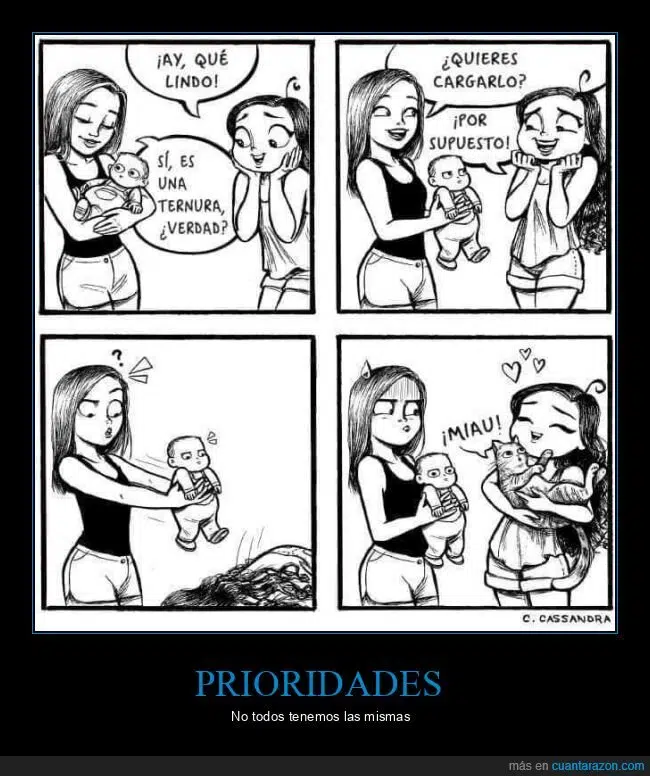 ¡AY, QUÉ
LINDO!
SÍ, ES
UNA
TERNURA,
¿VERDAD?
¿QUIERES
CARGARLO?
¡POR
SUPUESTO!
?
¡MIAU!
C. CASSANDRA
PRIORIDADES
No todos tenemos las mismas
más en cuantarazon.com